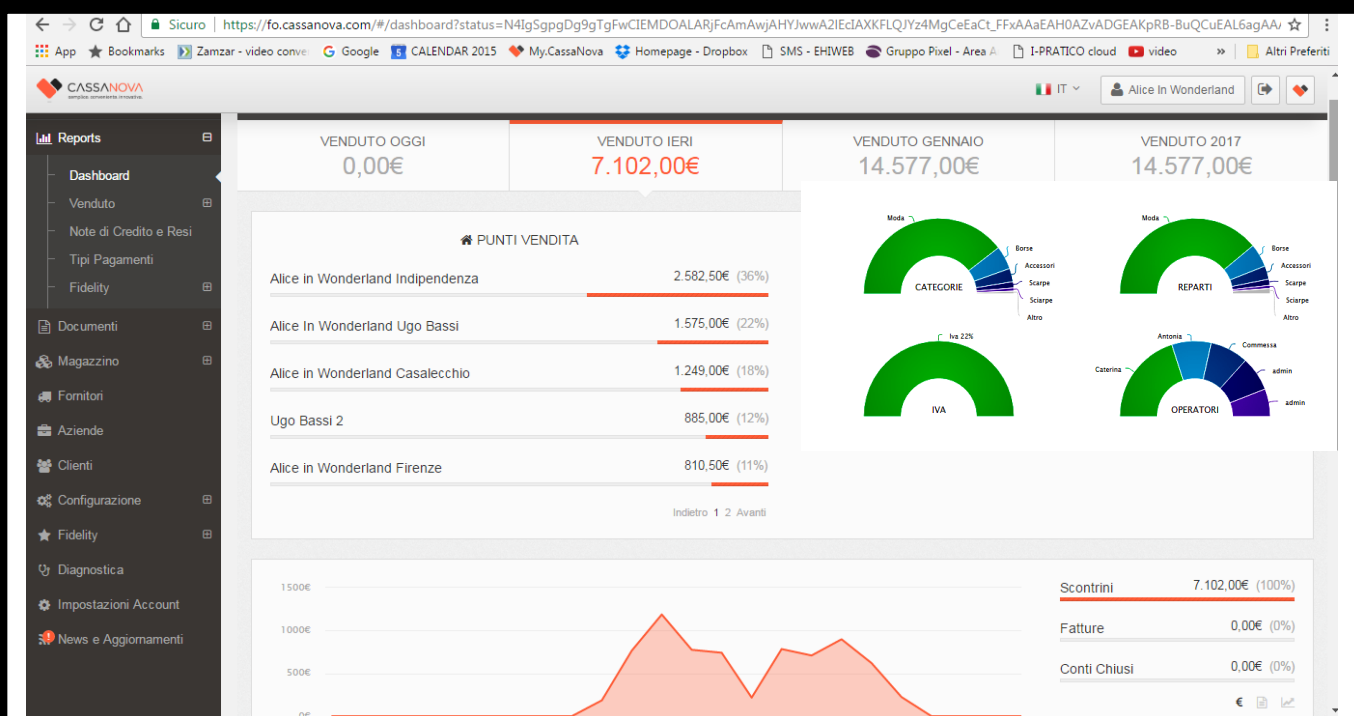 Sicuro | https://fo.cassanova.com/#/dashboard?status=
App Bookmarks Zamzar - video conve Google CALENDAR 2015 My.CassaNova Homepage - Dropbox SMS - EHIWEB Gruppo Pixel - Area A I-PRATICO cloud video » Altri Preferiti
CASSANOVA
semplice. conveniente. innovativa.
IT
Alice In Wonderland
Reports
Dashboard
Venduto
Note di Credito e Resi
Tipi Pagamenti
Fidelity
Documenti
Magazzino
Fornitori
Aziende
Clienti
Configurazione
Fidelity
Diagnostica
Impostazioni Account
News e Aggiornamenti
VENDUTO OGGI
0,00€
VENDUTO IERI
7.102,00€
VENDUTO GENNAIO
14.577,00€
VENDUTO 2017
14.577,00€
PUNTI VENDITA
Alice in Wonderland Indipendenza 2.582,50€ (36%)
Alice In Wonderland Ugo Bassi 1.575,00€ (22%)
Alice in Wonderland Casalecchio 1.249,00€ (18%)
Ugo Bassi 2 885,00€ (12%)
Alice in Wonderland Firenze 810,50€ (11%)
Indietro 1 2 Avanti
Moda
Borse
Accessori
Scarpe
Sciarpe
Altro
CATEGORIE
Moda
Borse
Accessori
Scarpe
Sciarpe
Altro
REPARTI
Iva 22%
IVA
Antonia
Commessa
Caterina
admin
admin
OPERATORI
1500€
1000€
500€
0€
Scontrini 7.102,00€ (100%)
Fatture 0,00€ (0%)
Conti Chiusi 0,00€ (0%)
€